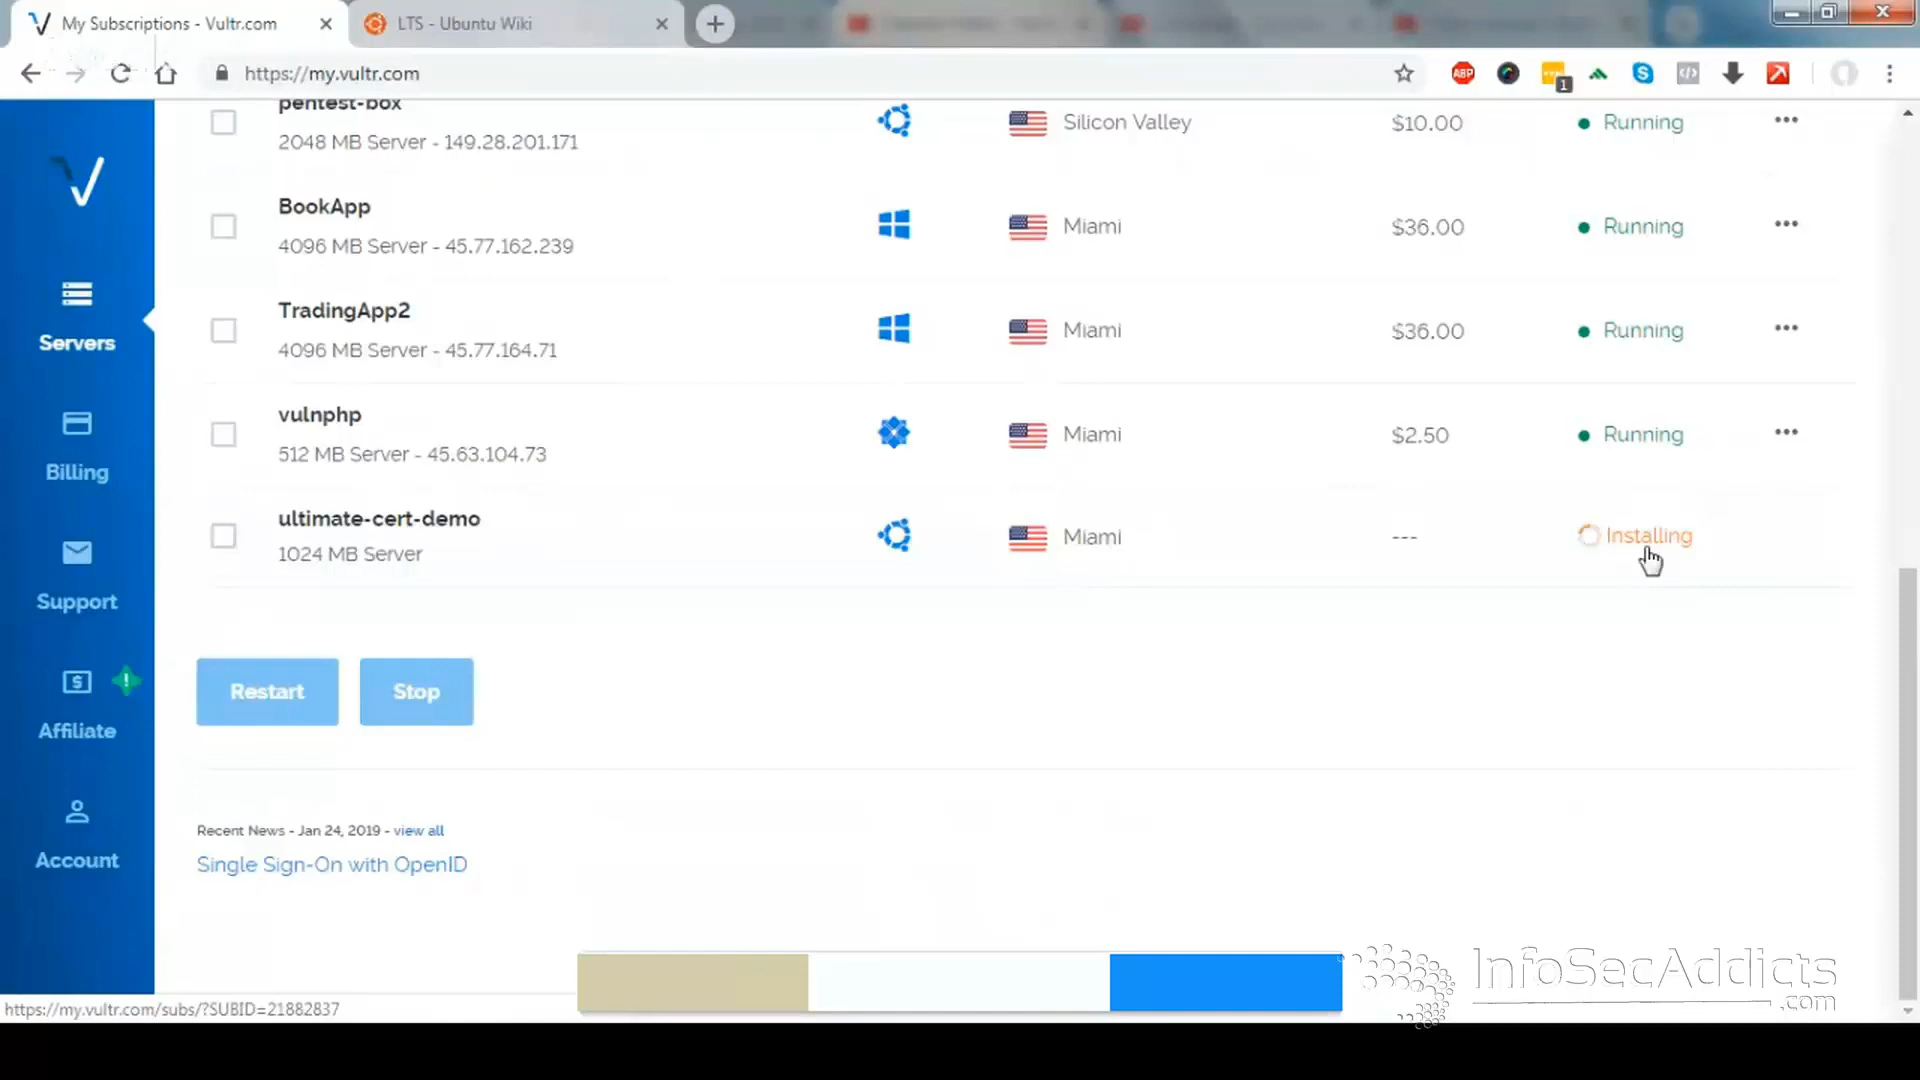 My Subscriptions - Vultr.com
LTS - Ubuntu Wiki
https://my.vultr.com
ABP
1
pentest-box
2048 MB Server - 149.28.201.171
Silicon Valley
$10.00
Running
BookApp
4096 MB Server - 45.77.162.239
Miami
$36.00
Running
TradingApp2
4096 MB Server - 45.77.164.71
Miami
$36.00
Running
vulnphp
512 MB Server - 45.63.104.73
Miami
$2.50
Running
ultimate-cert-demo
1024 MB Server
Miami
---
Installing
Servers
Billing
Support
Affiliate
Account
Restart
Stop
Recent News - Jan 24, 2019 - view all
Single Sign-On with OpenID
https://my.vultr.com/subs/?SUBID=21882837
InfoSecAddicts
.com